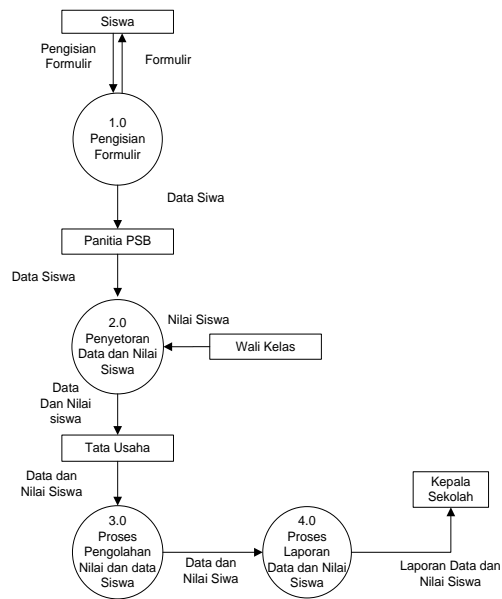 Siswa
Pengisian
Formulir
Formulir
1.0
Pengisian
Formulir
Data Siwa
Panitia PSB
Data Siswa
Nilai Siswa
2.0
Penyetoran
Data dan Nilai
Siswa
Wali Kelas
Data
Dan Nilai
siswa
Tata Usaha
Data dan
Nilai Siswa
3.0
Proses
Pengolahan
Nilai dan data
Siswa
Data dan
Nilai Siwa
4.0
Proses
Laporan
Data dan Nilai
Siswa
Kepala
Sekolah
Laporan Data dan
Nilai Siswa